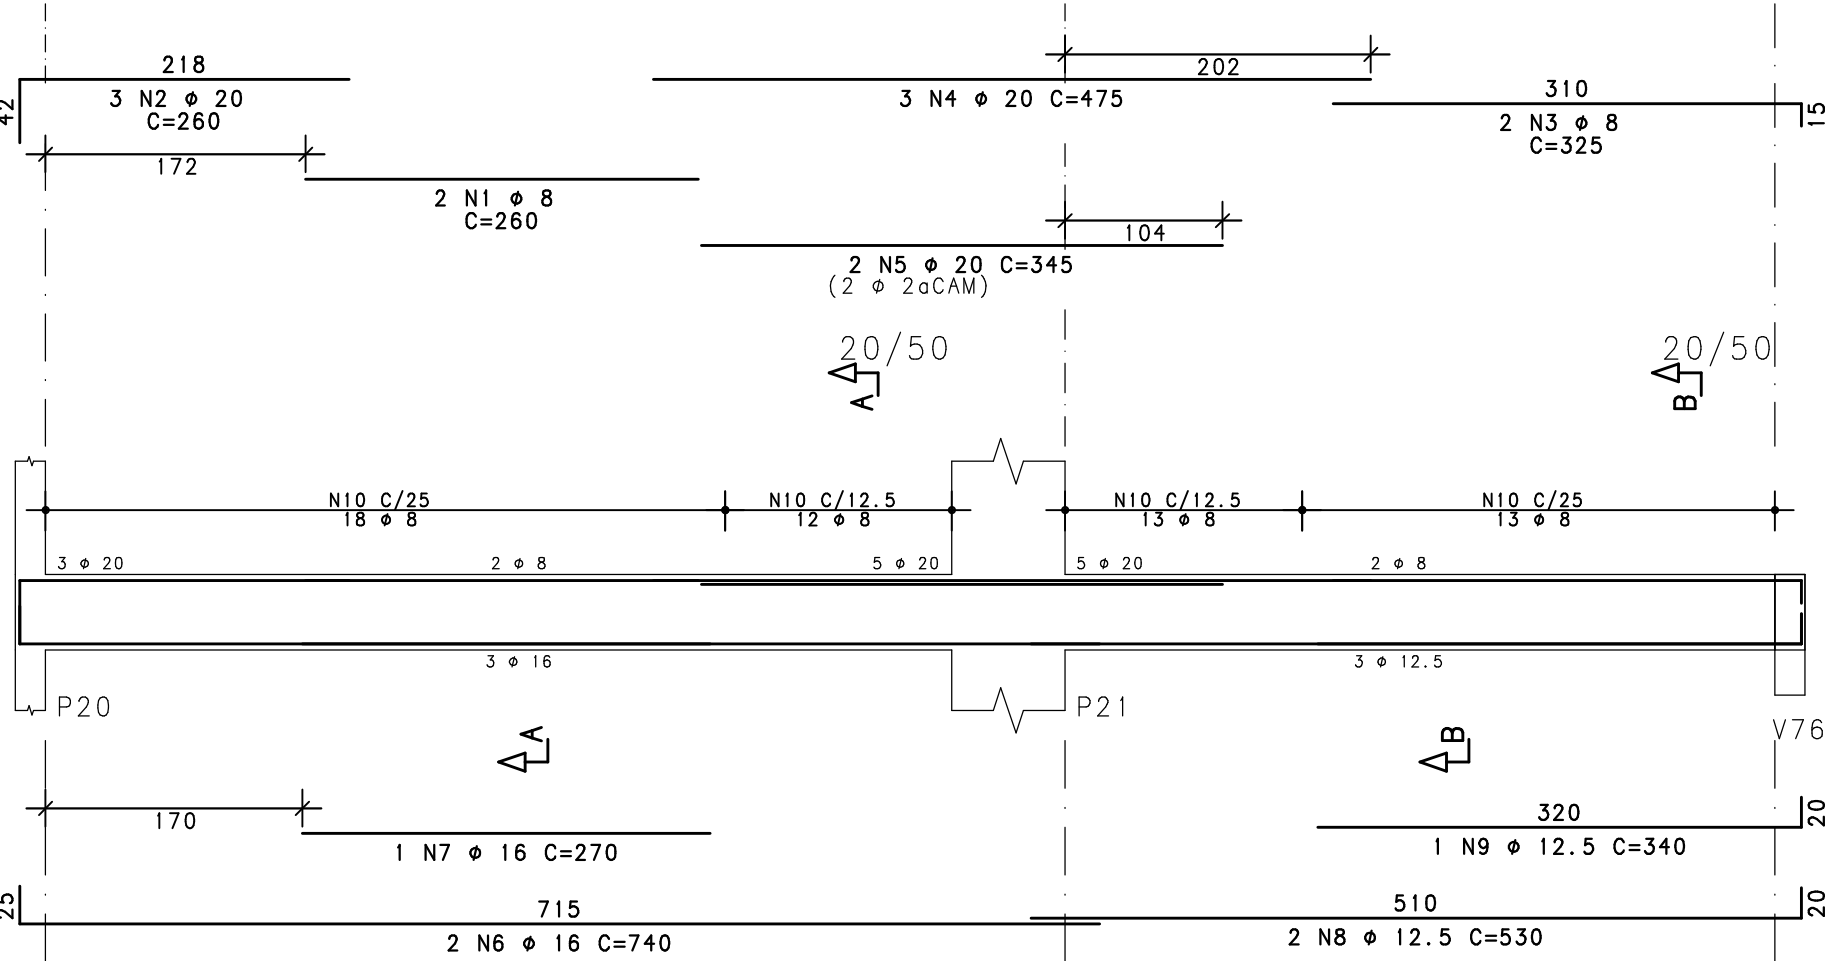 218
202
42
3 N2 ϕ 20
C=260
3 N4 ϕ 20 C=475
310
15
2 N3 ϕ 8
C=325
172
2 N1 ϕ 8
C=260
104
2 N5 ϕ 20 C=345
(2 ϕ 2aCAM)
20/50
20/50
A
B
N10 C/25
18 ϕ 8
N10 C/12.5
12 ϕ 8
N10 C/12.5
13 ϕ 8
N10 C/25
13 ϕ 8
3 ϕ 20
2 ϕ 8
5 ϕ 20
5 ϕ 20
2 ϕ 8
3 ϕ 16
3 ϕ 12.5
P20
P21
V76
A
B
170
320
20
1 N7 ϕ 16 C=270
1 N9 ϕ 12.5 C=340
25
715
510
20
2 N6 ϕ 16 C=740
2 N8 ϕ 12.5 C=530